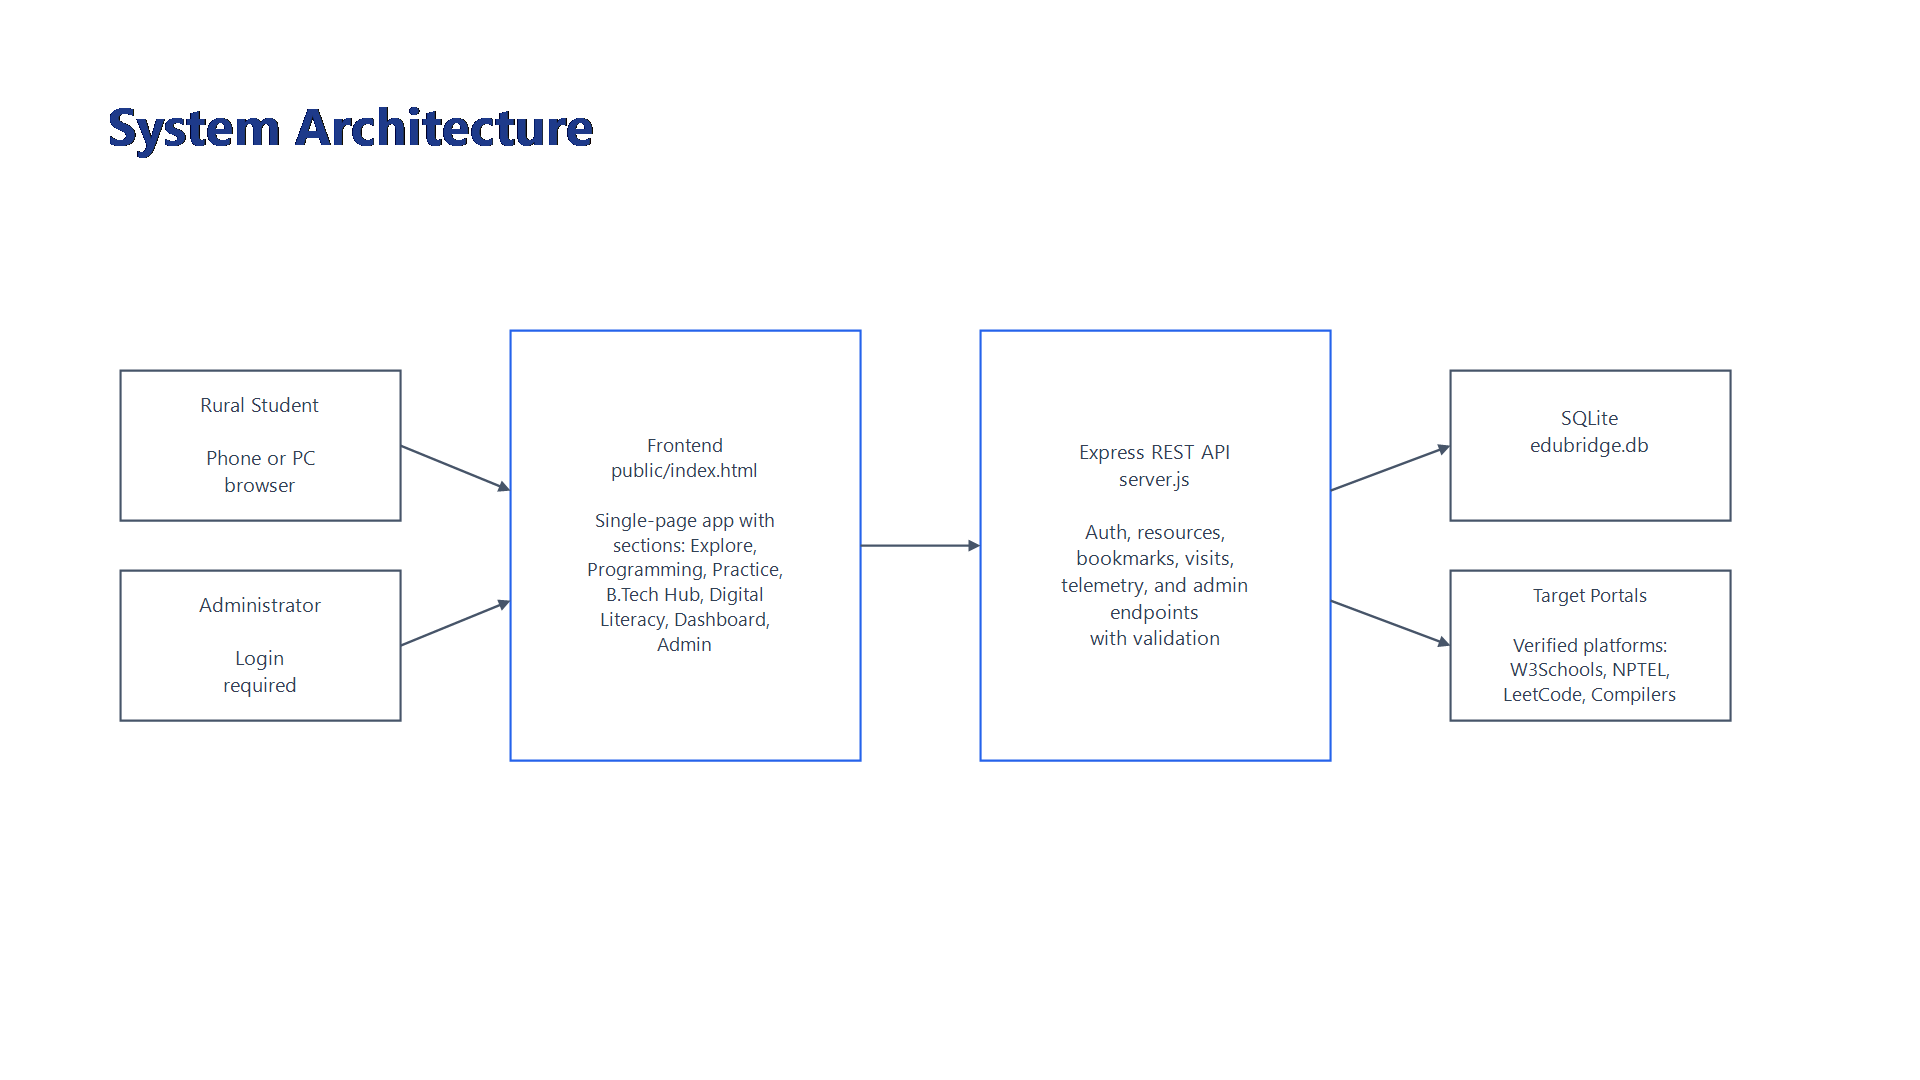 System Architecture
Rural Student
Phone or PC
browser
Administrator
Login
required
Frontend
public/index.html
Single-page app with
sections: Explore,
Programming, Practice,
B.Tech Hub, Digital
Literacy, Dashboard,
Admin
Express REST API
server.js
Auth, resources,
bookmarks, visits,
telemetry, and admin
endpoints
with validation
SQLite
edubridge.db
Target Portals
Verified platforms:
W3Schools, NPTEL,
LeetCode, Compilers